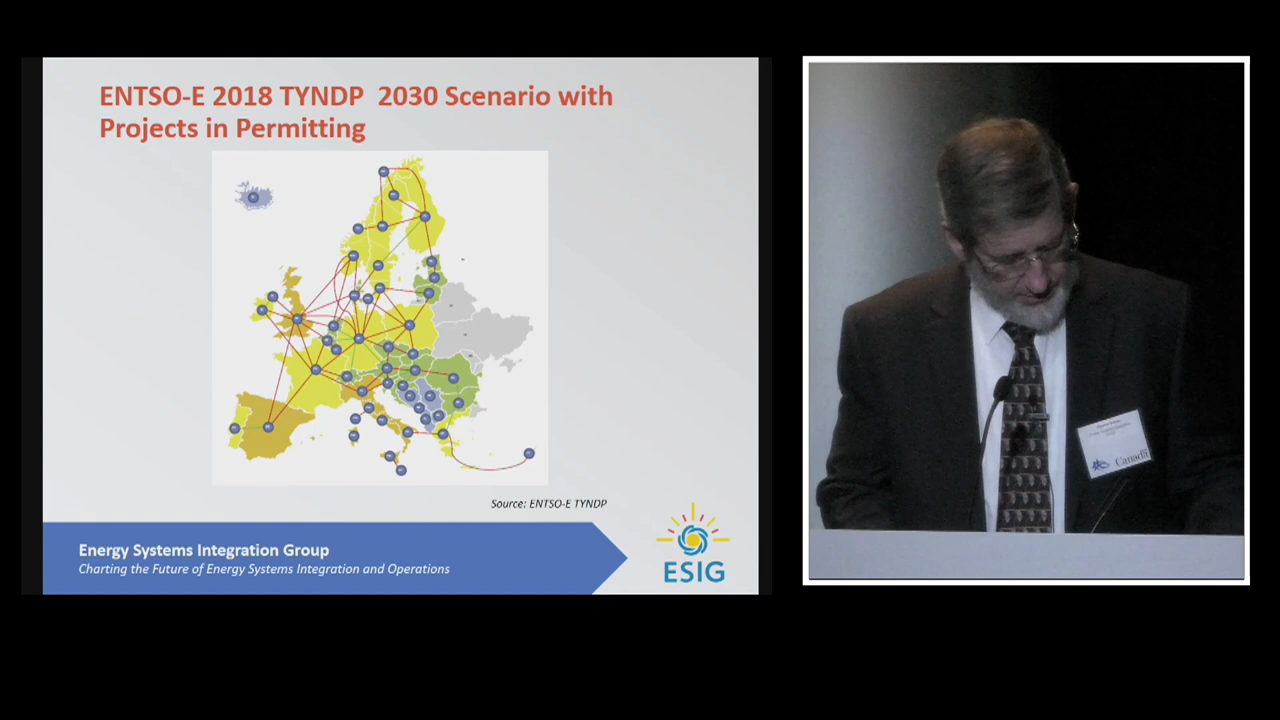 ENTSO-E 2018 TYNDP 2030 Scenario with
Projects in Permitting
Source: ENTSO-E TYNDP
Energy Systems Integration Group
Charting the Future of Energy Systems Integration and Operations
ESIG
Canada